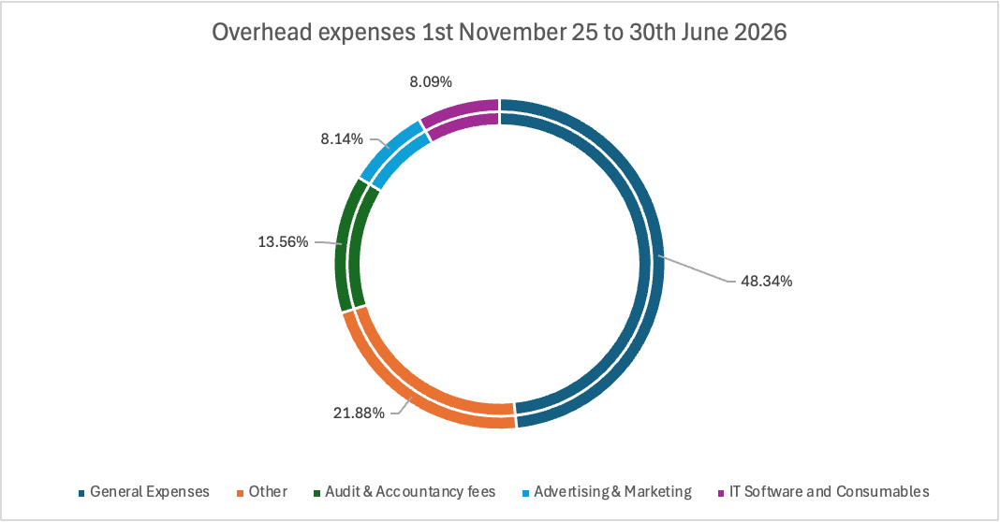 Overhead expenses 1st November 25 to 30th June 2026
8.09%
8.14%
13.56%
48.34%
21.88%
General Expenses Other Audit & Accountancy fees Advertising & Marketing IT Software and Consumables